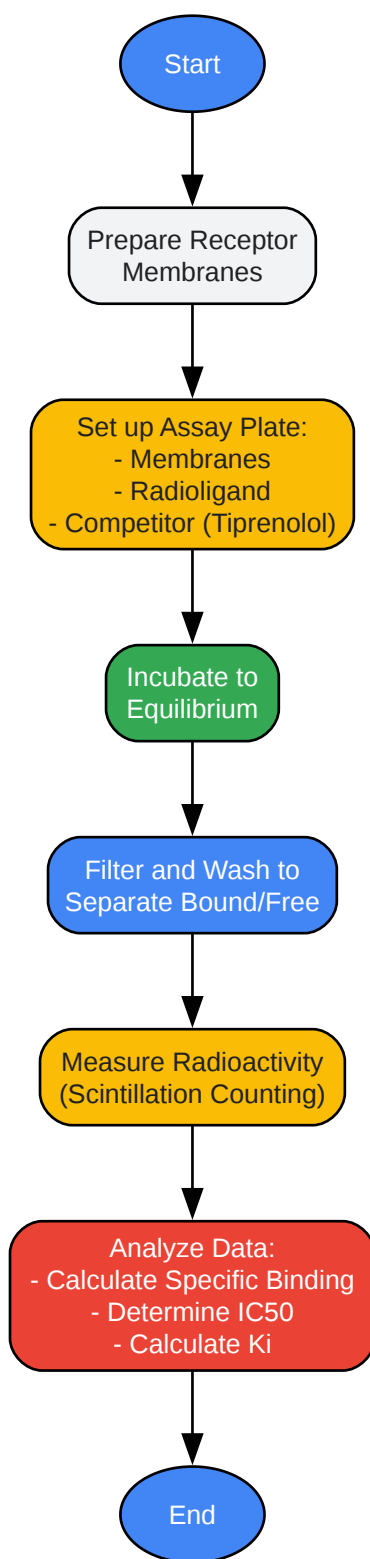 Start
Prepare Receptor
Membranes
Set up Assay Plate:
- Membranes
- Radioligand
- Competitor (Tiprenolol)
Incubate to
Equilibrium
Filter and Wash to
Separate Bound/Free
Measure Radioactivity
(Scintillation Counting)
Analyze Data:
- Calculate Specific Binding
- Determine IC50
- Calculate Ki
End